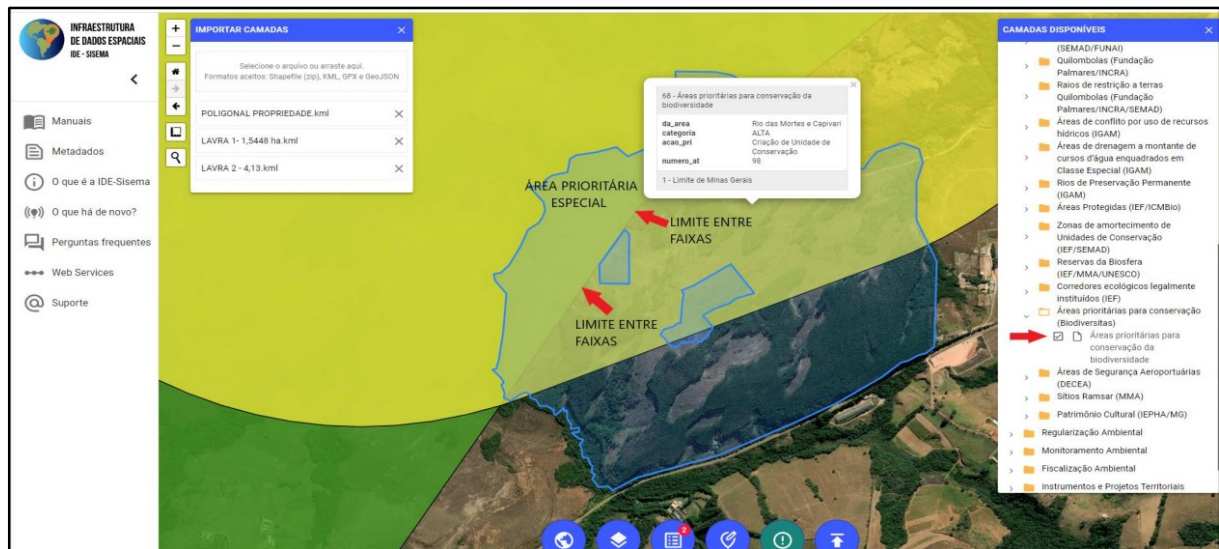 INFRAESTRUTURA
DE DADOS ESPACIAIS
IDE - SISEMA
Manuais
Metadados
O que é a IDE-Sisema
O que há de novo?
Perguntas frequentes
Web Services
Suporte
IMPORTAR CAMADAS
Selecione o arquivo ou arraste aqui.
Formatos aceitos: Shapefile (zip), KML, GPX e GeoJSON
POLIGONAL PROPRIEDADE.kml
LAVRA 1- 1,5448 ha.kml
LAVRA 2 - 4,13.kml
68 - Áreas prioritárias para conservação da
biodiversidade
da_area Rio das Mortes e Capivari
categoria ALTA
acao_pri Criação de Unidade de
Conservação
numero_at 98
1 - Limite de Minas Gerais
ÁREA PRIORITÁRIA
ESPECIAL
LIMITE ENTRE
FAIXAS
LIMITE ENTRE
FAIXAS
2
CAMADAS DISPONÍVEIS
(SEMAD/FUNAI)
Quilombolas (Fundação
Palmares/INCRA)
Raios de restrição a terras
Quilombolas (Fundação
Palmares/INCRA/SEMAD)
Áreas de conflito por uso de recursos
hídricos (IGAM)
Áreas de drenagem a montante de
cursos d'água enquadrados em
Classe Especial (IGAM)
Rios de Preservação Permanente
(IGAM)
Áreas Protegidas (IEF/ICMBio)
Zonas de amortecimento de
Unidades de Conservação
(IEF/SEMAD)
Reservas da Biosfera
(IEF/MMA/UNESCO)
Corredores ecológicos legalmente
instituídos (IEF)
Áreas prioritárias para conservação
(Biodiversitas)
Áreas prioritárias para
conservação da
biodiversidade
Áreas de Segurança Aeroportuárias
(DECEA)
Sítios Ramsar (MMA)
Patrimônio Cultural (IEPHA/MG)
Regularização Ambiental
Monitoramento Ambiental
Fiscalização Ambiental
Instrumentos e Projetos Territoriais